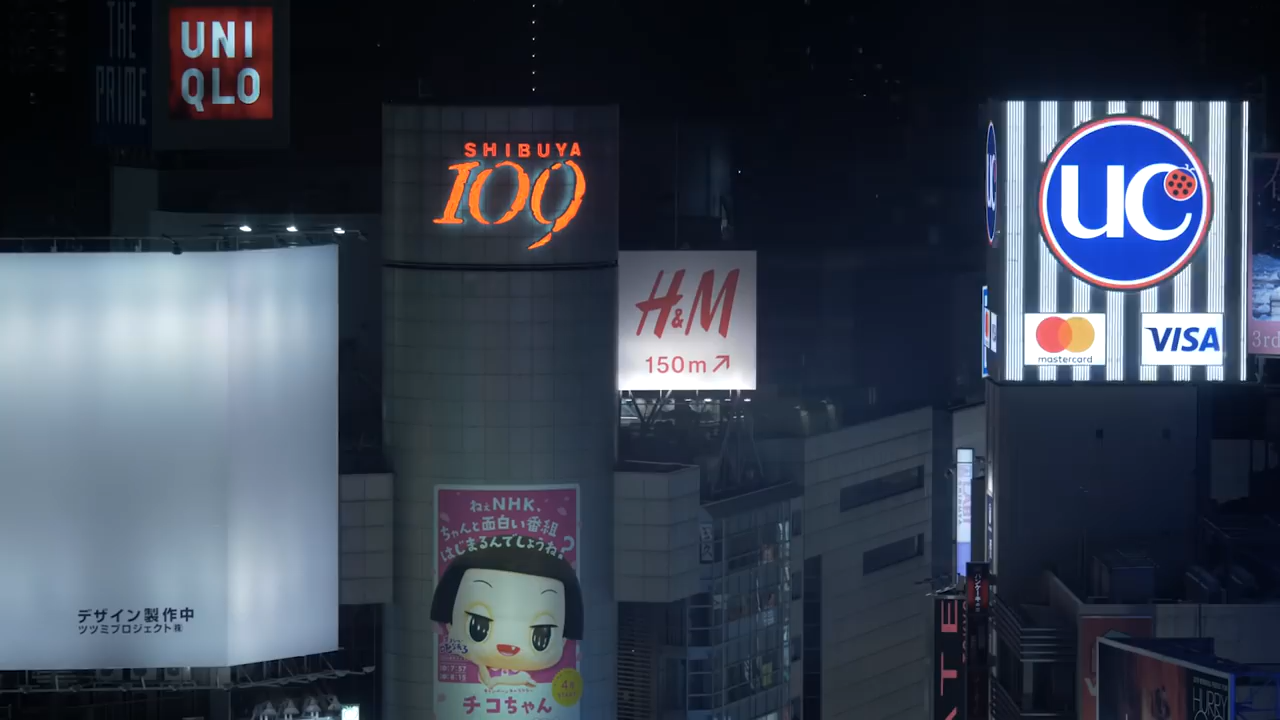 THE
PRIME
UNI
QLO
SHIBUYA
109
H&M
150m↗
UC
mastercard
VISA
3rd
ねぇNHK、
ちゃんと面白い番組
はじまるんでしょうね?
チコちゃん
デザイン製作中
ツツミプロジェクト㈱
HURRY